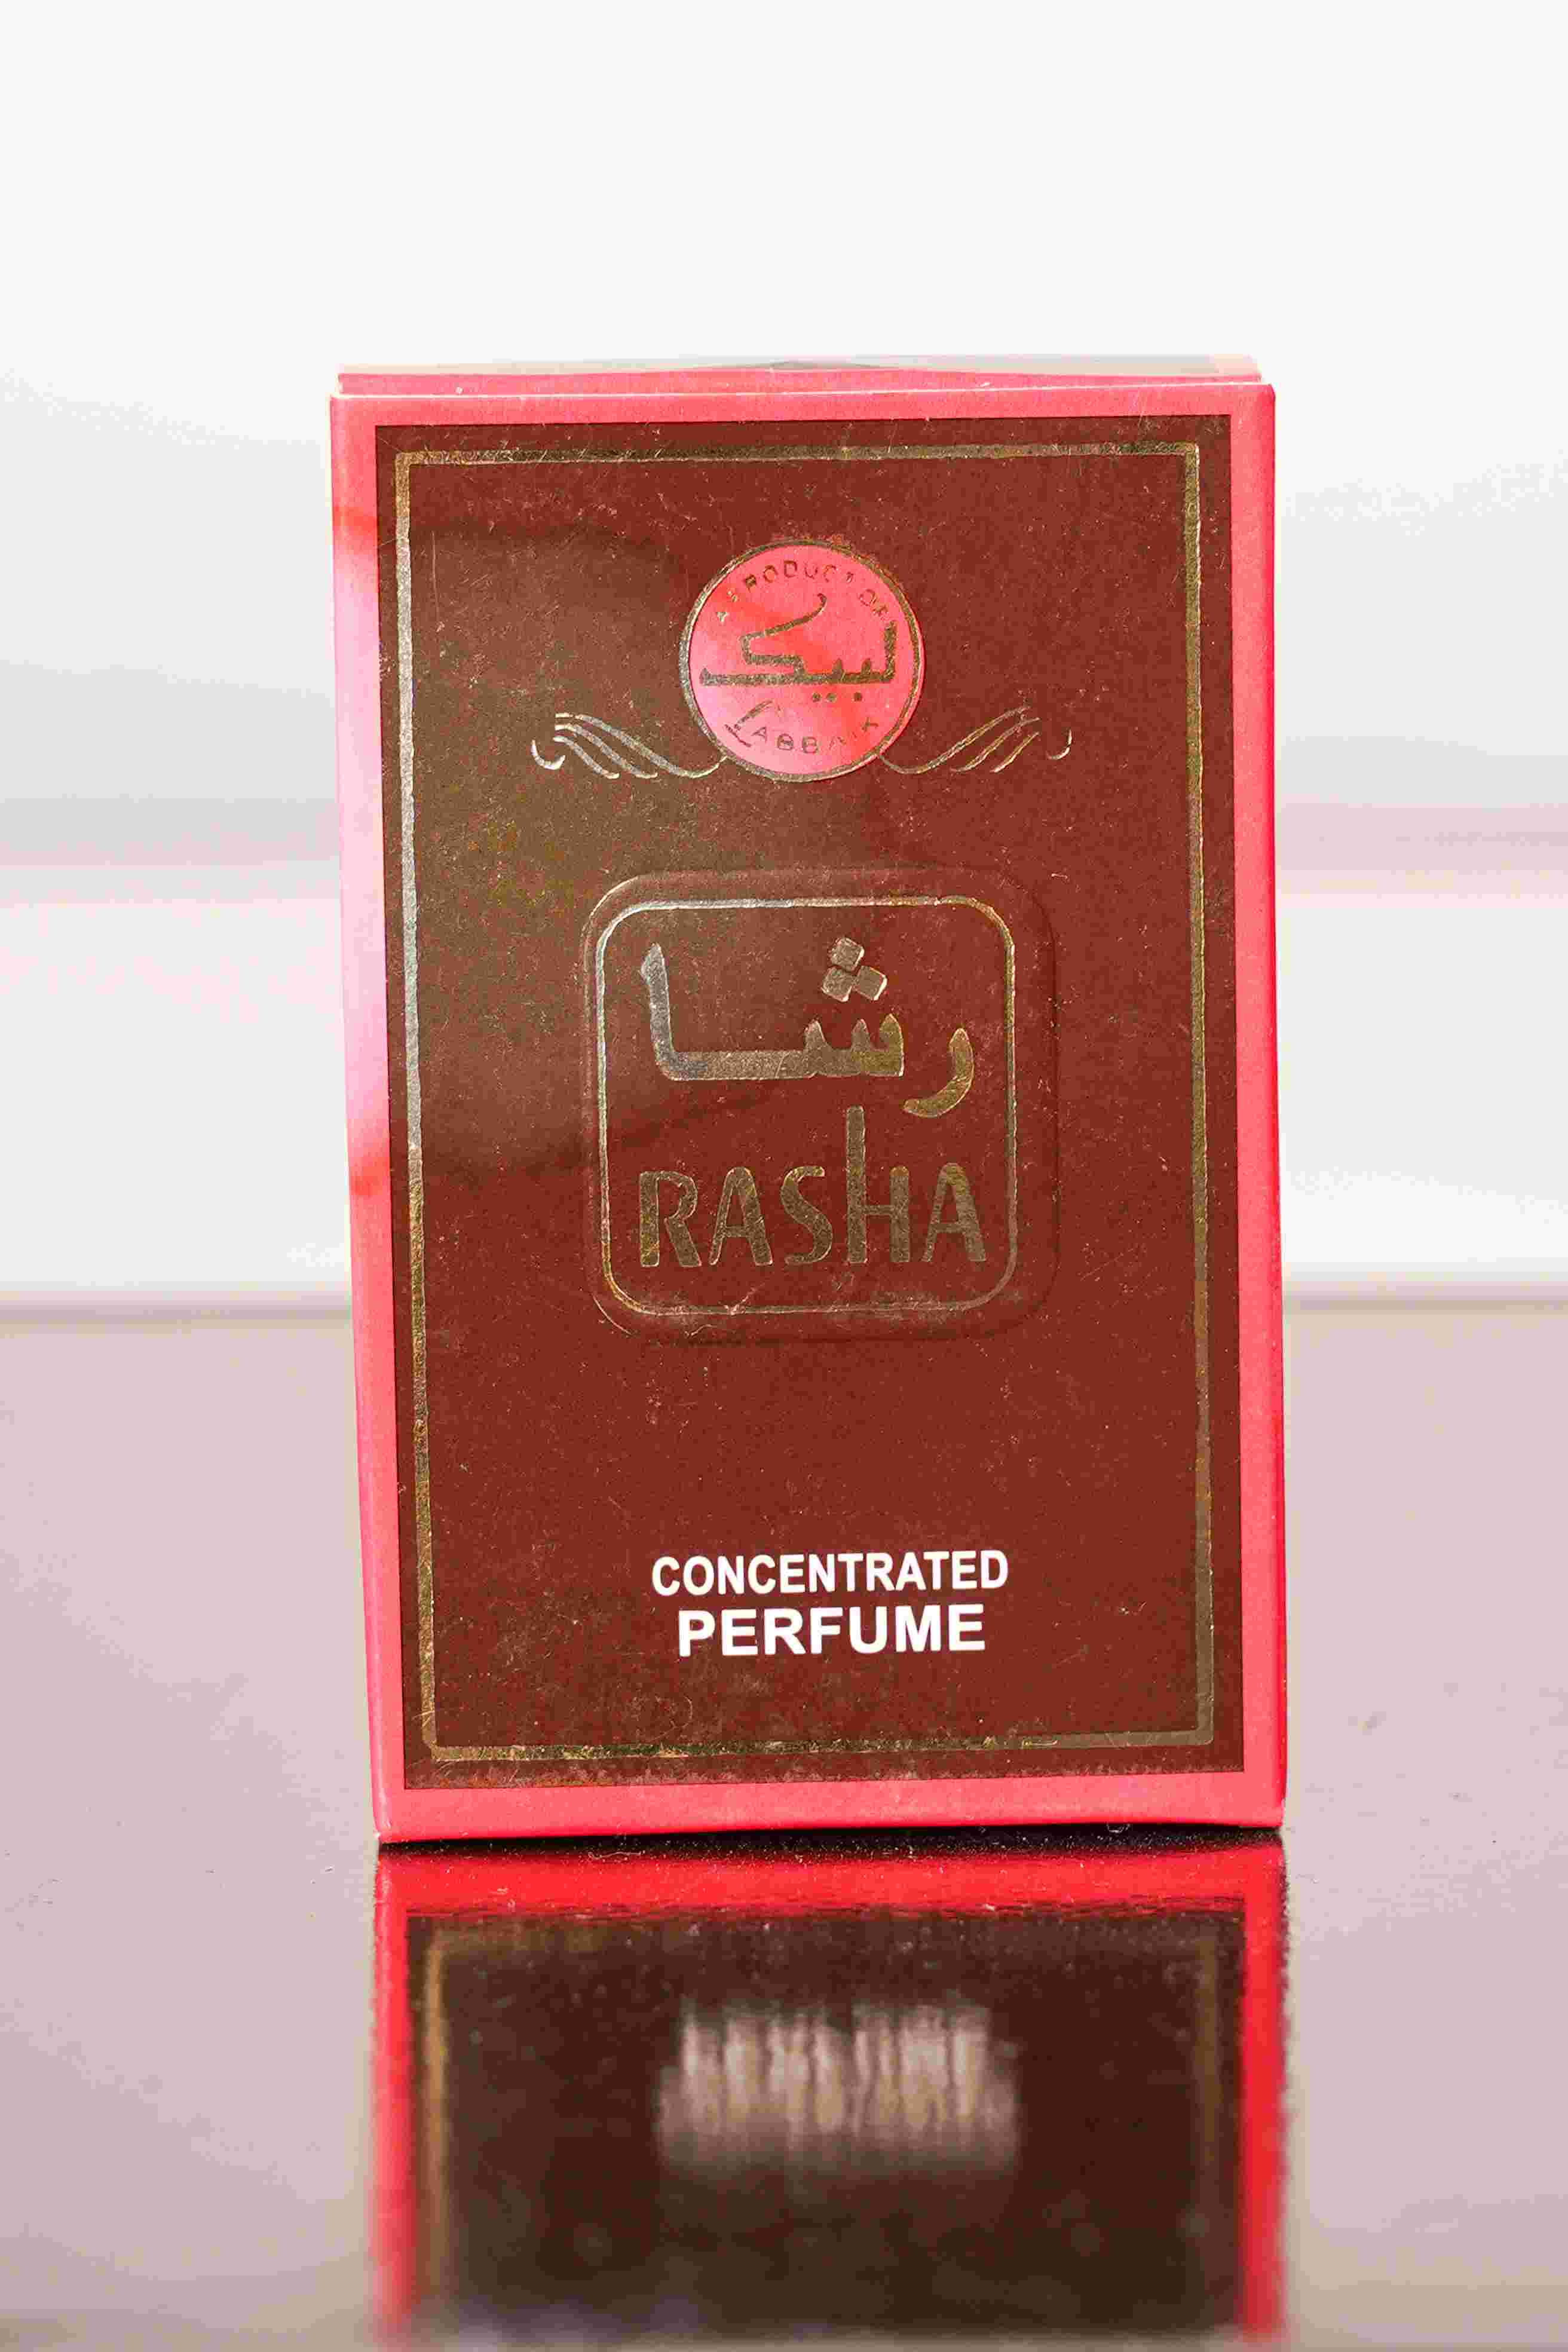 A PRODUCT OF
لبيك
LABBAIK
رشا
RASHA
CONCENTRATED
PERFUME